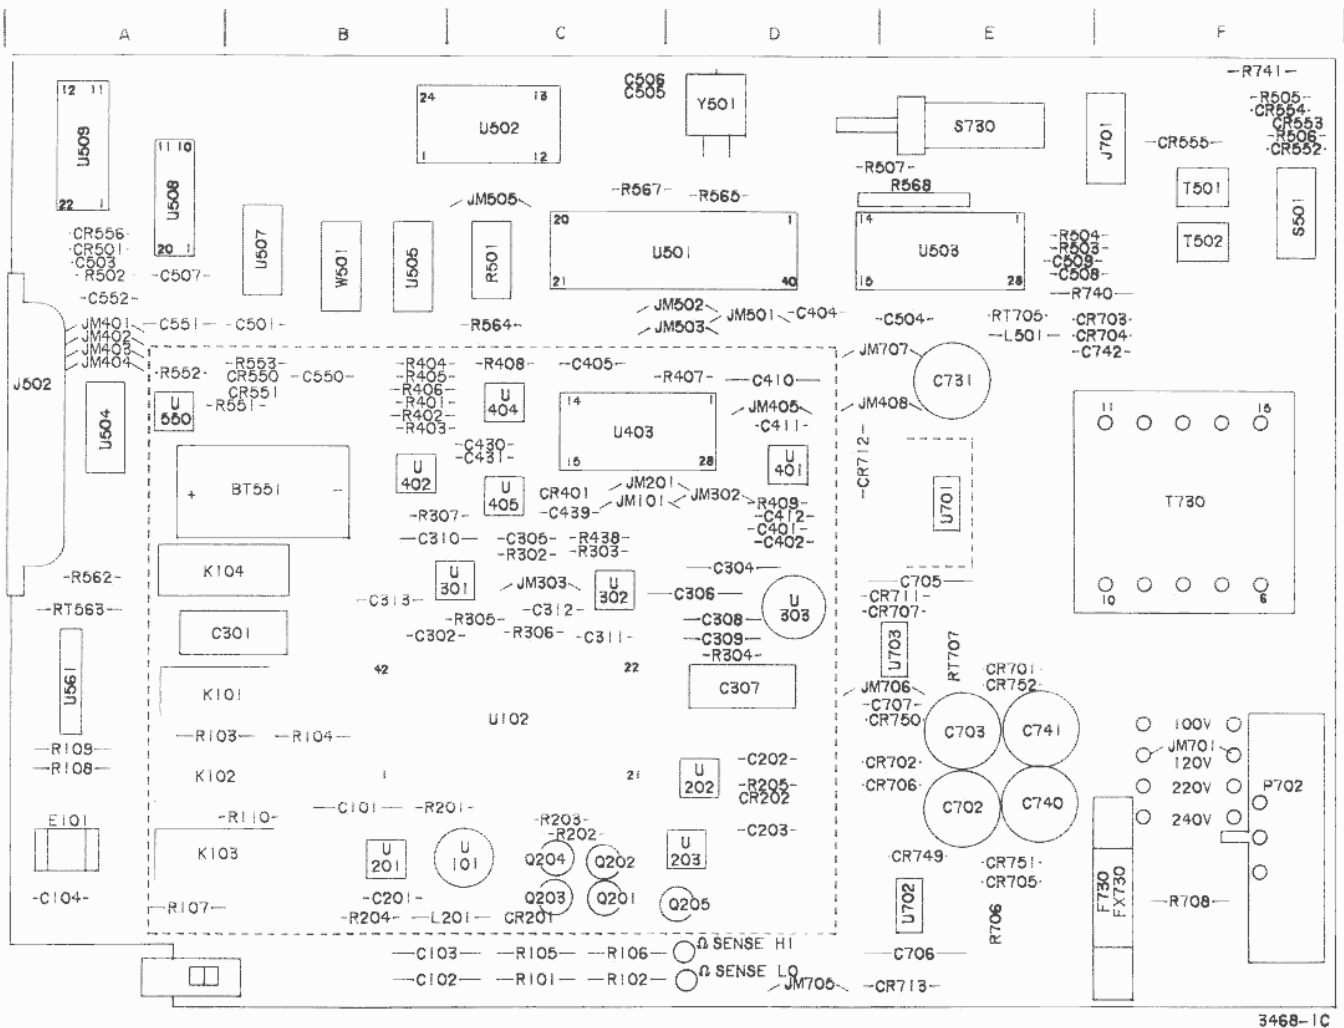 A B C D E F
-R741-
12 11
U509
22 1
24 13
U502
1 12
C506
C505
Y501
S730
J701
-R505-
-CR554-
CR553
-R506-
-CR552-
-CR555-
11 10
U508
20 1
-R507-
R568
T501
S501
-R567-
-R565-
JM505
CR556
-CR501-
-C503-
-R502-
-C507-
U507
W501
U505
R501
20 1
U501
21 40
14 1
U503
15 28
-R504-
-R503-
-C509-
-C508-
T502
-C552-
-R740-
JM502
JM501
-C404-
JM401
-C551-
-C501-
-R564-
JM503
-C504-
-RT705-
-CR703-
JM402
-L501-
-CR704-
JM403
JM707
-C742-
JM404
-R552-
-R553-
-R404-
-R408-
-C405-
J502
CR550
-C550-
-R405-
-R407-
-C410-
C731
U
550
CR551
-R551-
-R406-
-R401-
-R402-
-R403-
U
404
14 1
U403
15 28
JM405
-C411-
JM408
11 15
U504
-C430-
-C431-
-CR712-
+ BT551 -
U
402
U
405
U
401
CR401
-C439-
JM201
JM101
JM302
-R409-
-C412-
-C401-
-C402-
U701
T730
-R307-
-C310-
-C305-
-R438-
-R302-
-R303-
K104
U
301
JM303
U
302
-C304-
-R562-
-C705-
10 6
-RT563-
-C313-
-C306-
U
303
-CR711-
-CR707-
-C312-
-R305-
-C308-
C301
-C302-
-R306-
-C311-
-C309-
-R304-
U703
RT707
U561
K101
42 22
C307
-CR701-
-CR752-
JM706
-C707-
-CR750-
U102
C703
C741
100V
-R103-
-R104-
JM701
120V
-R109-
-R108-
K102
1 21
U
202
-C202-
-R205-
CR202
-CR702-
-CR706-
220V
P702
-C101-
-R201-
C702
C740
240V
-R110-
E101
-R203-
-R202-
-C203-
K103
U
201
U
101
Q204
Q202
U
203
-CR749-
-CR751-
-CR705-
-C104-
-C201-
Q203
Q201
Q205
U702
R706
F730
FX730
-R708-
-R107-
-R204-
-L201-
CR201
-C103-
-R105-
-R106-
Ω SENSE HI
-C706-
-C102-
-R101-
-R102-
Ω SENSE LO
JM705
-CR713-
3468-1C